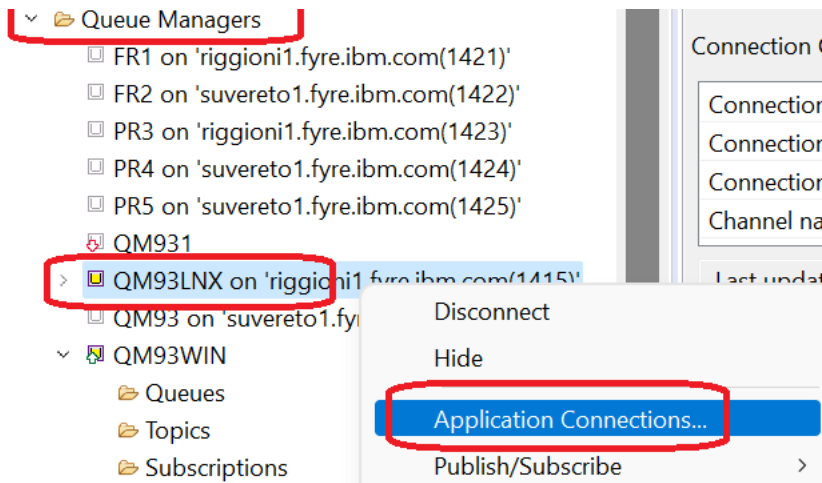 Queue Managers
FR1 on 'riggioni1.fyre.ibm.com(1421)'
FR2 on 'suvereto1.fyre.ibm.com(1422)'
PR3 on 'riggioni1.fyre.ibm.com(1423)'
PR4 on 'suvereto1.fyre.ibm.com(1424)'
PR5 on 'suvereto1.fyre.ibm.com(1425)'
QM931
QM93LNX on 'riggioni1.fyre.ibm.com(1415)'
QM93 on 'suvereto1.fyr
QM93WIN
Queues
Topics
Subscriptions
Disconnect
Hide
Application Connections...
Publish/Subscribe
Connection
Connection
Connection
Connection
Channel na
Last updat